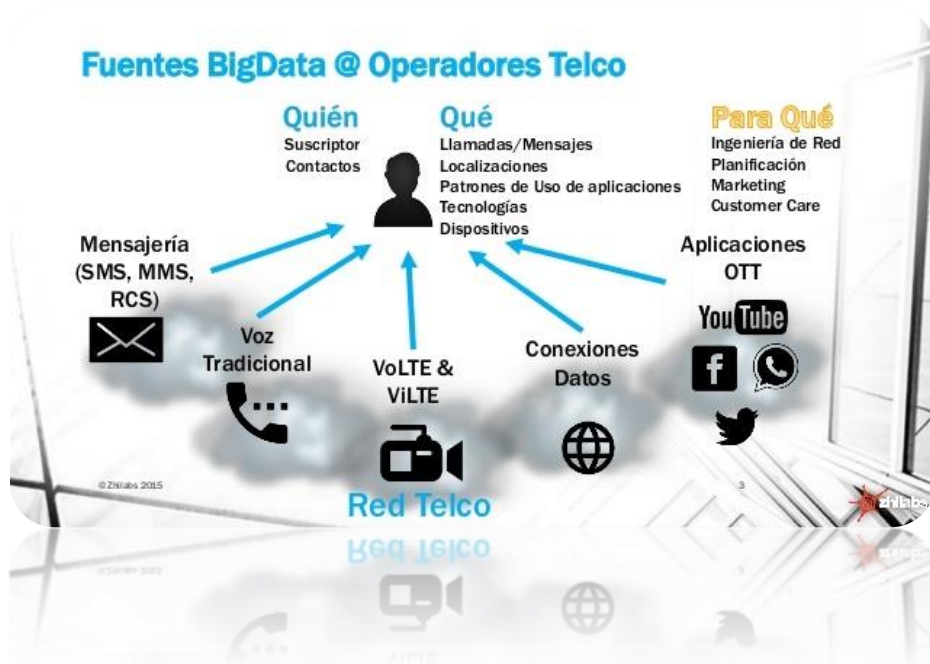 Fuentes BigData @ Operadores Telco
Quién
Suscriptor
Contactos
Qué
Llamadas/Mensajes
Localizaciones
Patrones de Uso de aplicaciones
Tecnologías
Dispositivos
Para Qué
Ingeniería de Red
Planificación
Marketing
Customer Care
Mensajería
(SMS, MMS,
RCS)
Voz
Tradicional
VoLTE &
ViLTE
Conexiones
Datos
Aplicaciones
OTT
YouTube
Red Telco
©Zhilabs 2015
3
zhilabs